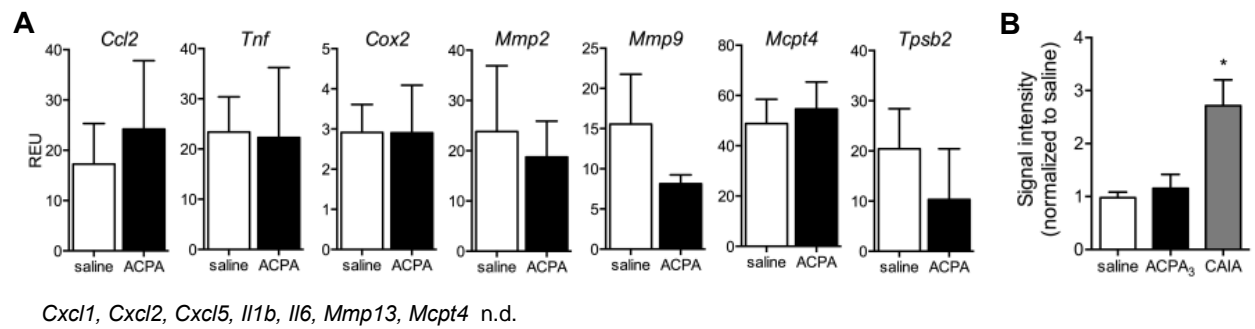 A
B
Ccl2
Tnf
Cox2
Mmp2
Mmp9
Mcpt4
Tpsb2
REU
40
30
20
10
0
saline ACPA
40
30
20
10
0
saline ACPA
6
5
4
3
2
1
0
saline ACPA
40
30
20
10
0
saline ACPA
25
20
15
10
5
0
saline ACPA
80
60
40
20
0
saline ACPA
40
30
20
10
0
saline ACPA
Signal intensity
(normalized to saline)
4
3
2
1
0
*
saline ACPA3 CAIA
Cxcl1, Cxcl2, Cxcl5, Il1b, Il6, Mmp13, Mcpt4 n.d.